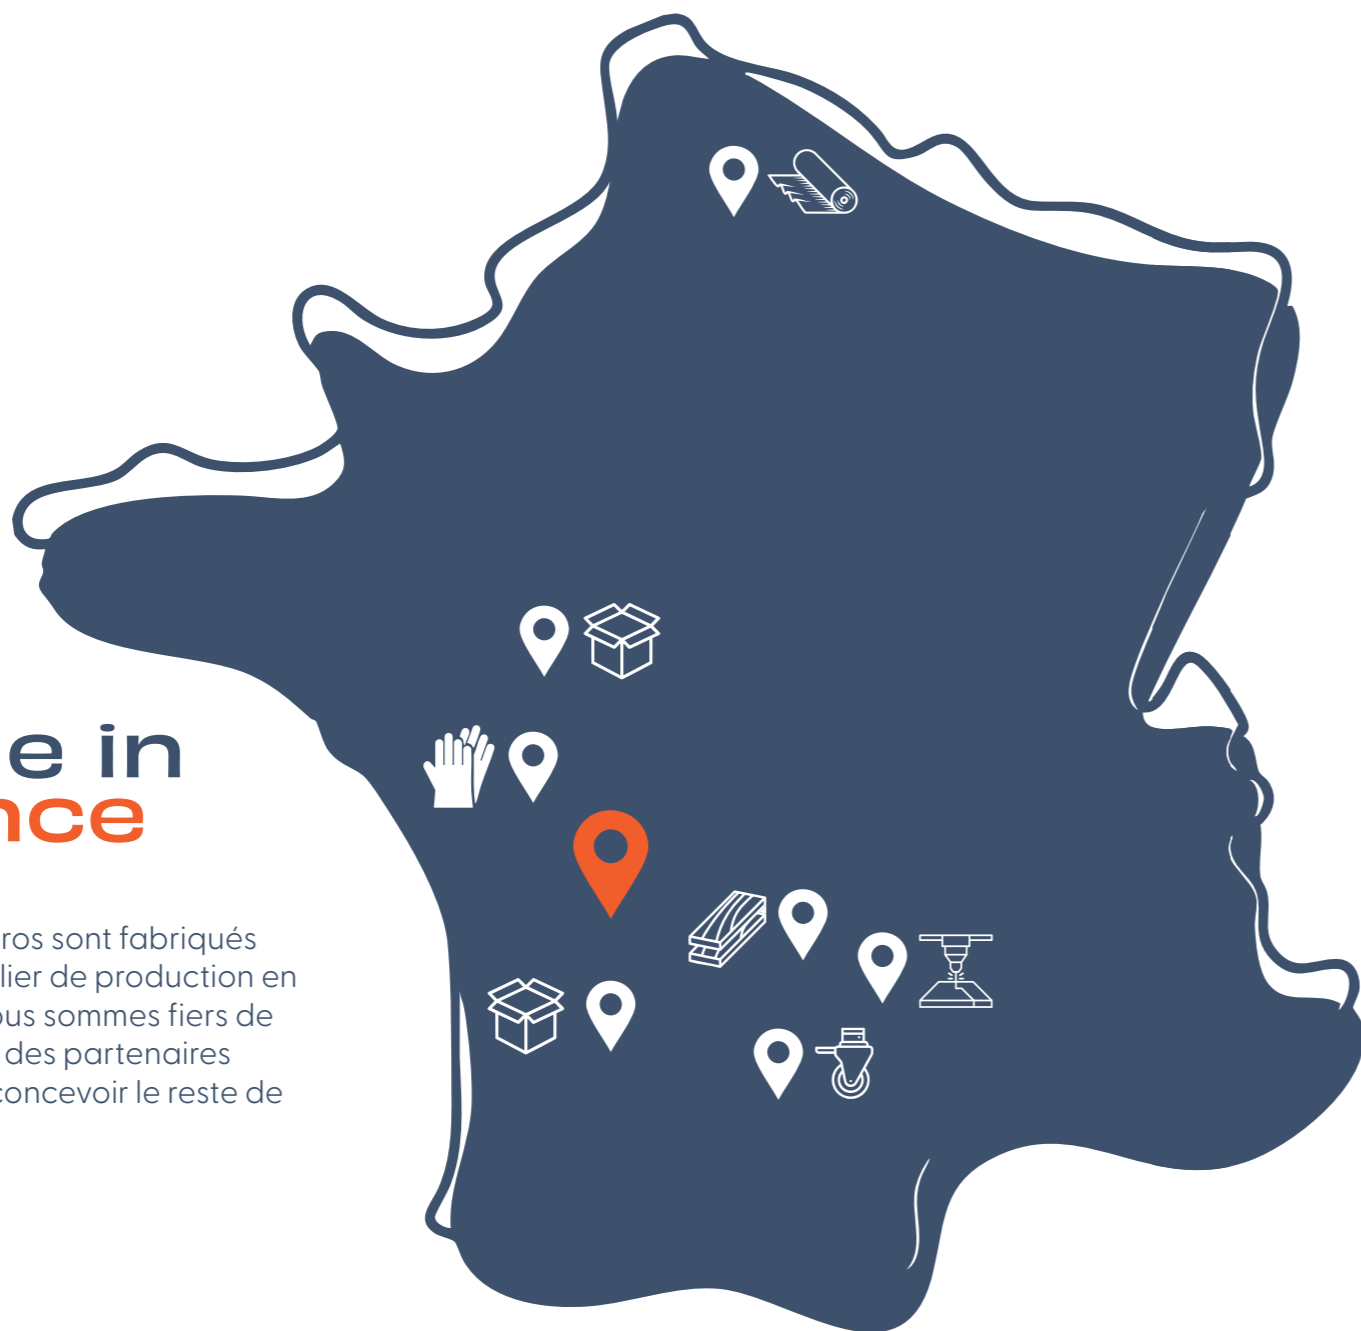 e in
nce
ros sont fabriqués
lier de production en
ous sommes fiers de
des partenaires
concevoir le reste de